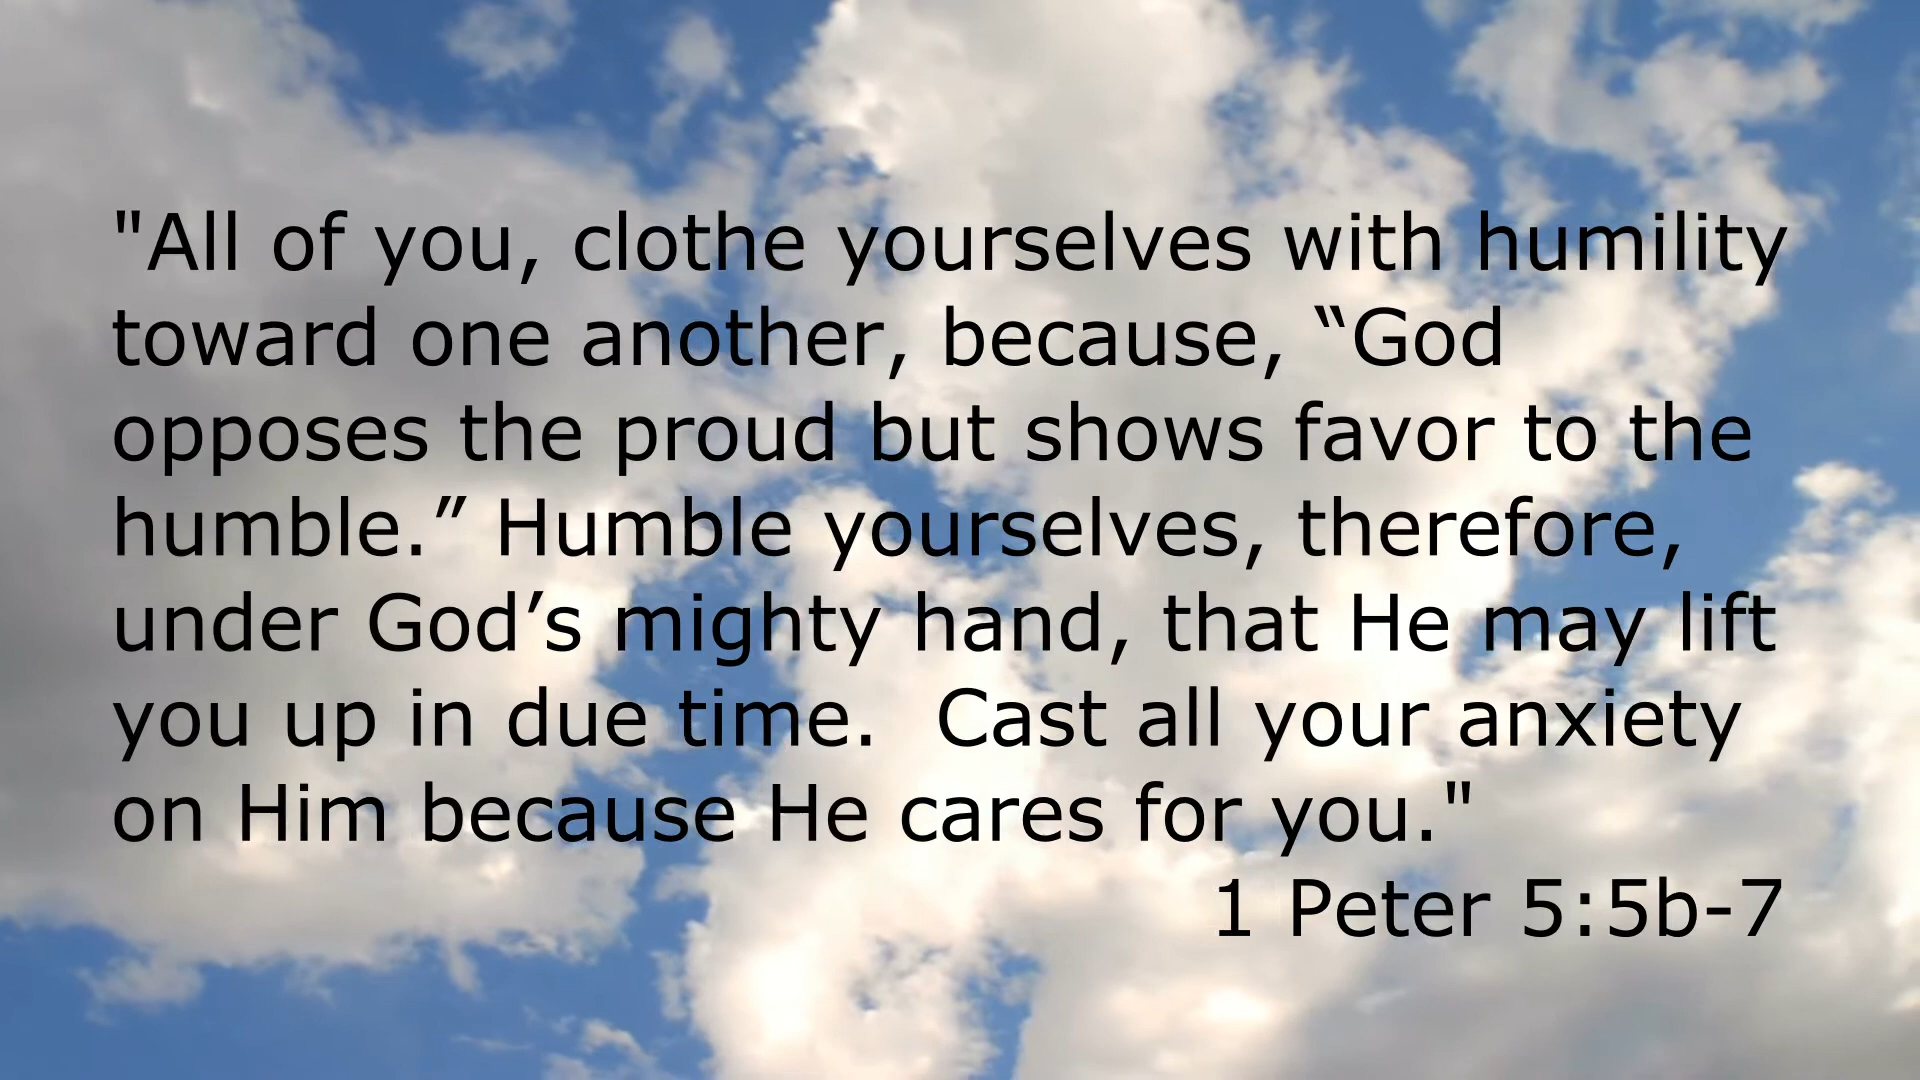 "All of you, clothe yourselves with humility
toward one another, because, “God
opposes the proud but shows favor to the
humble.” Humble yourselves, therefore,
under God’s mighty hand, that He may lift
you up in due time.  Cast all your anxiety
on Him because He cares for you."
1 Peter 5:5b-7